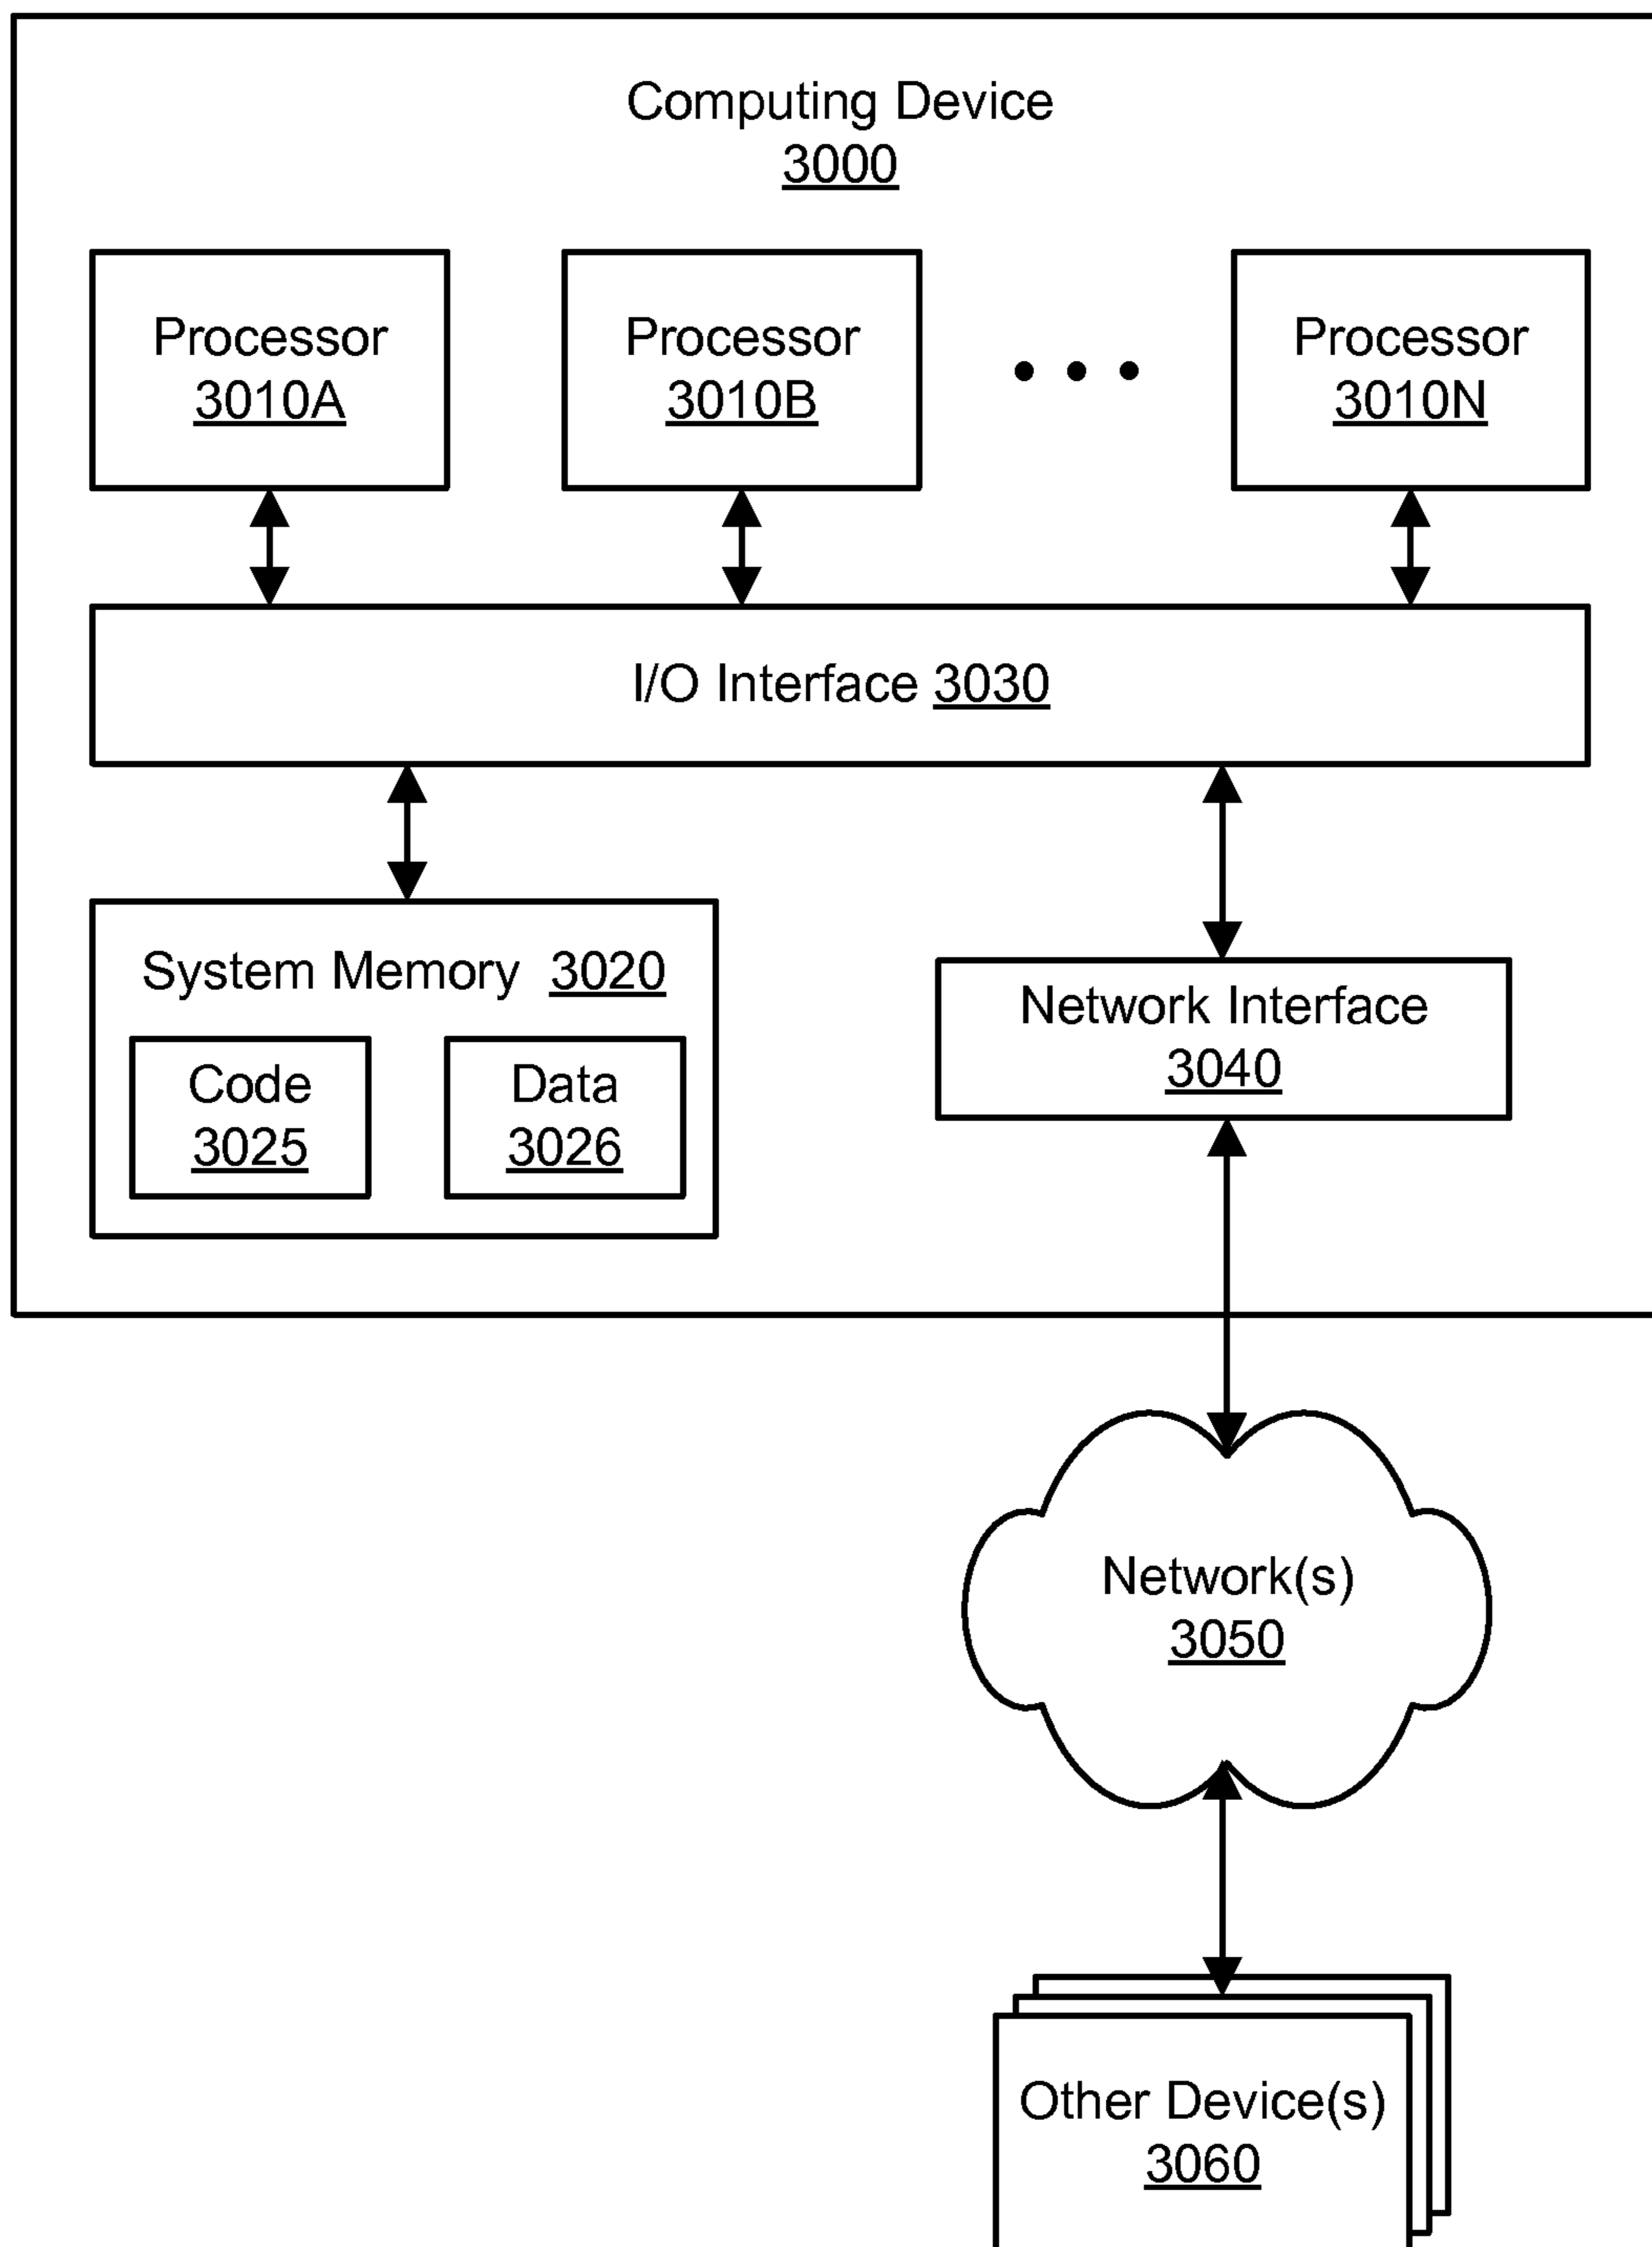 Computing Device
3000
Processor
3010A
Processor
3010B
Processor
3010N
I/O Interface 3030
System Memory 3020
Code
3025
Data
3026
Network Interface
3040
Network(s)
3050
Other Device(s)
3060